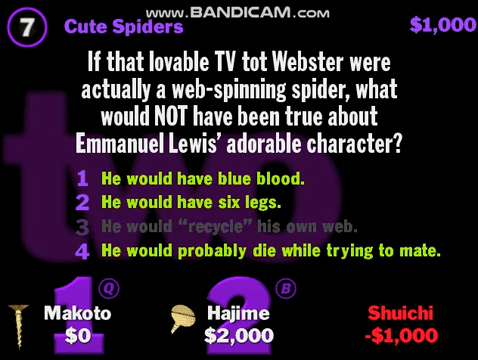 www.BANDICAM.com
7 Cute Spiders $1,000
If that lovable TV tot Webster were
actually a web-spinning spider, what
would NOT have been true about
Emmanuel Lewis' adorable character?
1 He would have blue blood.
2 He would have six legs.
3 He would "recycle" his own web.
4 He would probably die while trying to mate.
two
1 Q 2 B
Makoto Hajime Shuichi
$0 $2,000 -$1,000